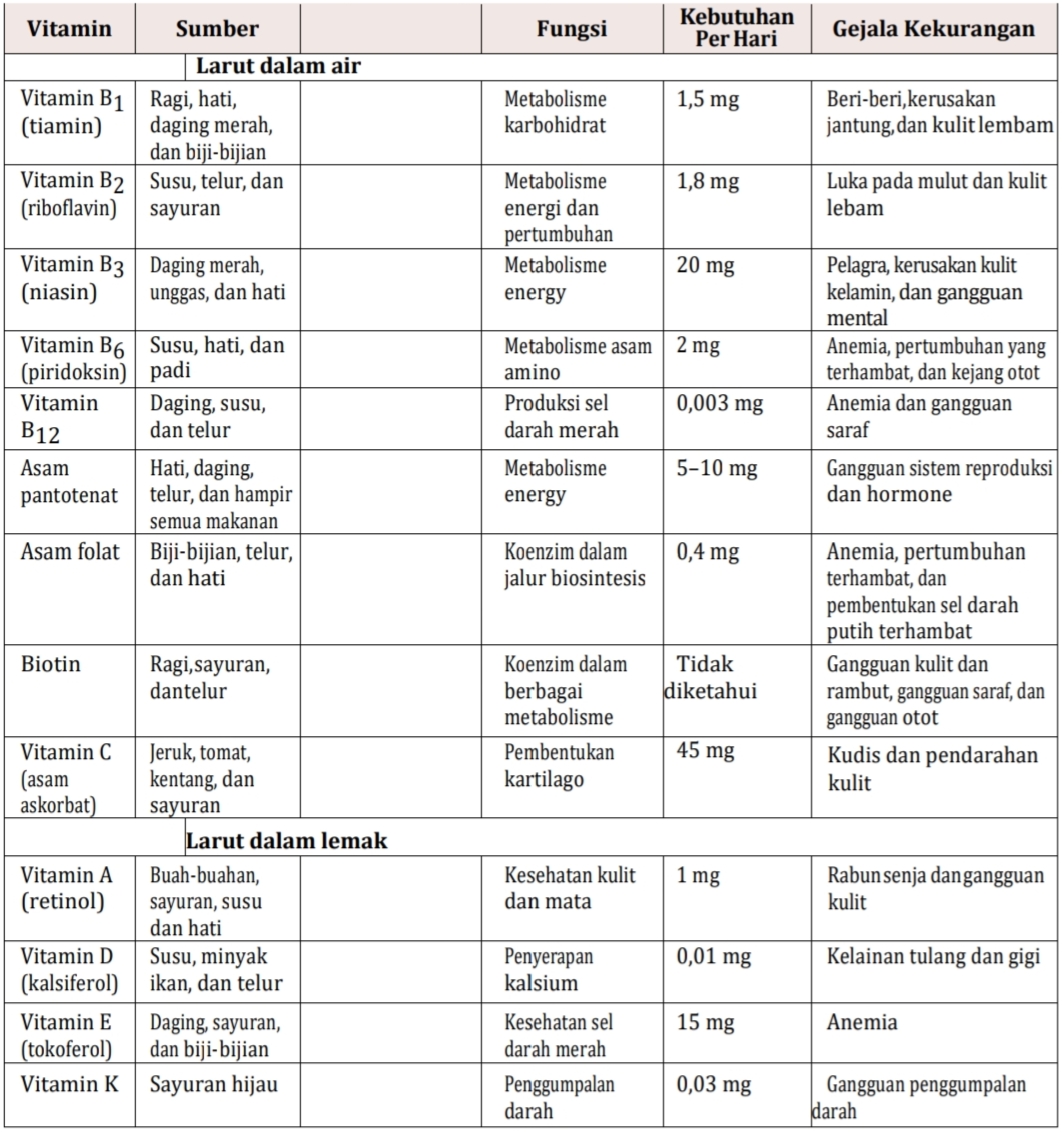 Vitamin Sumber Fungsi Kebutuhan Per Hari Gejala Kekurangan
Larut dalam air
Vitamin B1
(tiamin)
Ragi, hati,
daging merah,
dan biji-bijian
Metabolisme
karbohidrat
1,5 mg
Beri-beri,kerusakan
jantung,dan kulit lembam
Vitamin B2
(riboflavin)
Susu, telur, dan
sayuran
Metabolisme
energi dan
pertumbuhan
1,8 mg
Luka pada mulut dan kulit
lebam
Vitamin B3
(niasin)
Daging merah,
unggas, dan hati
Metabolisme
energy
20 mg
Pelagra, kerusakan kulit
kelamin, dan gangguan
mental
Vitamin B6
(piridoksin)
Susu, hati, dan
padi
Metabolisme asam
amino
2 mg
Anemia, pertumbuhan yang
terhambat, dan kejang otot
Vitamin
B12
Daging, susu,
dan telur
Produksi sel
darah merah
0,003 mg
Anemia dan gangguan
saraf
Asam
pantotenat
Hati, daging,
telur, dan hampir
semua makanan
Metabolisme
energy
5–10 mg
Gangguan sistem reproduksi
dan hormone
Asam folat
Biji-bijian, telur,
dan hati
Koenzim dalam
jalur biosintesis
0,4 mg
Anemia, pertumbuhan
terhambat, dan
pembentukan sel darah
putih terhambat
Biotin
Ragi,sayuran,
dantelur
Koenzim dalam
berbagai
metabolisme
Tidak
diketahui
Gangguan kulit dan
rambut, gangguan saraf, dan
gangguan otot
Vitamin C
(asam
askorbat)
Jeruk, tomat,
kentang, dan
sayuran
Pembentukan
kartilago
45 mg
Kudis dan pendarahan
kulit
Larut dalam lemak
Vitamin A
(retinol)
Buah-buahan,
sayuran, susu
dan hati
Kesehatan kulit
dan mata
1 mg
Rabun senja dan gangguan
kulit
Vitamin D
(kalsiferol)
Susu, minyak
ikan, dan telur
Penyerapan
kalsium
0,01 mg
Kelainan tulang dan gigi
Vitamin E
(tokoferol)
Daging, sayuran,
dan biji-bijian
Kesehatan sel
darah merah
15 mg
Anemia
Vitamin K
Sayuran hijau
Penggumpalan
darah
0,03 mg
Gangguan penggumpalan
darah